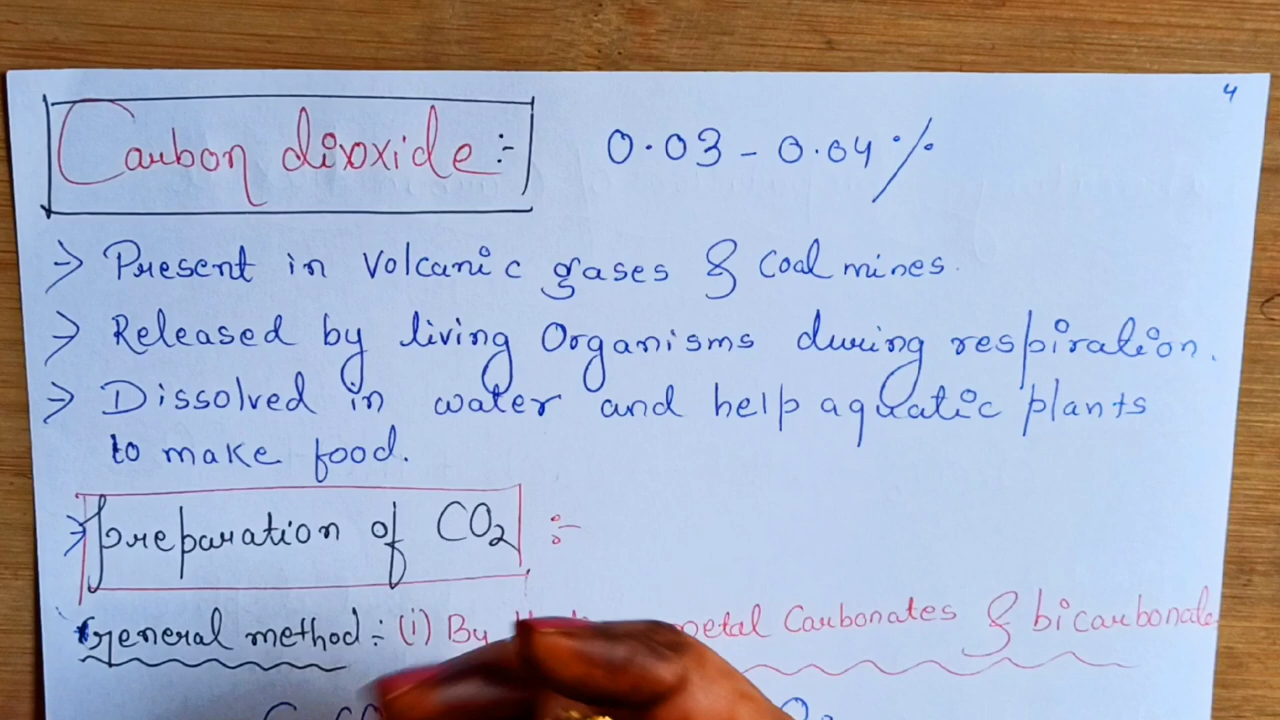 4
Carbon dioxide:- 0.03 - 0.04%
→ Present in Volcanic gases & Coal mines.
→ Released by living Organisms during respiration.
→ Dissolved in water and help aquatic plants
to make food.
→ Preparation of CO2 :-
General method:- (i) By metal Carbonates & bicarbonate